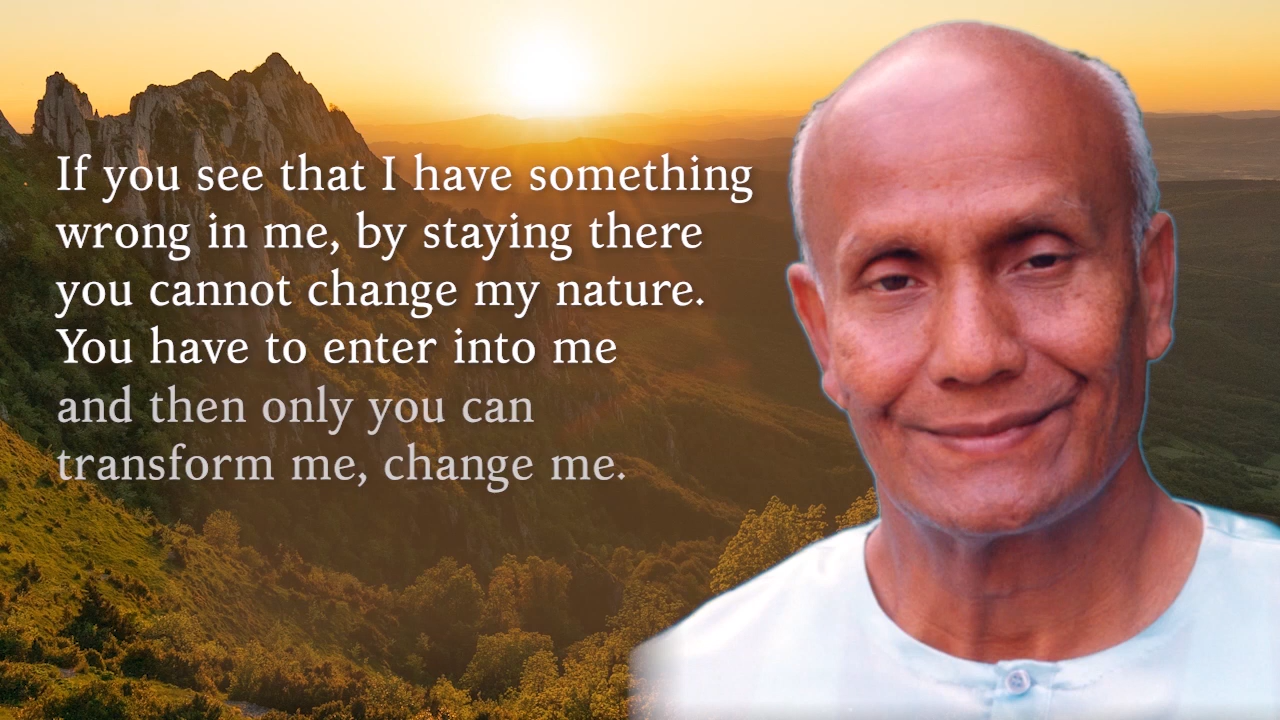 If you see that I have something
wrong in me, by staying there
you cannot change my nature.
You have to enter into me
and then only you can
transform me, change me.